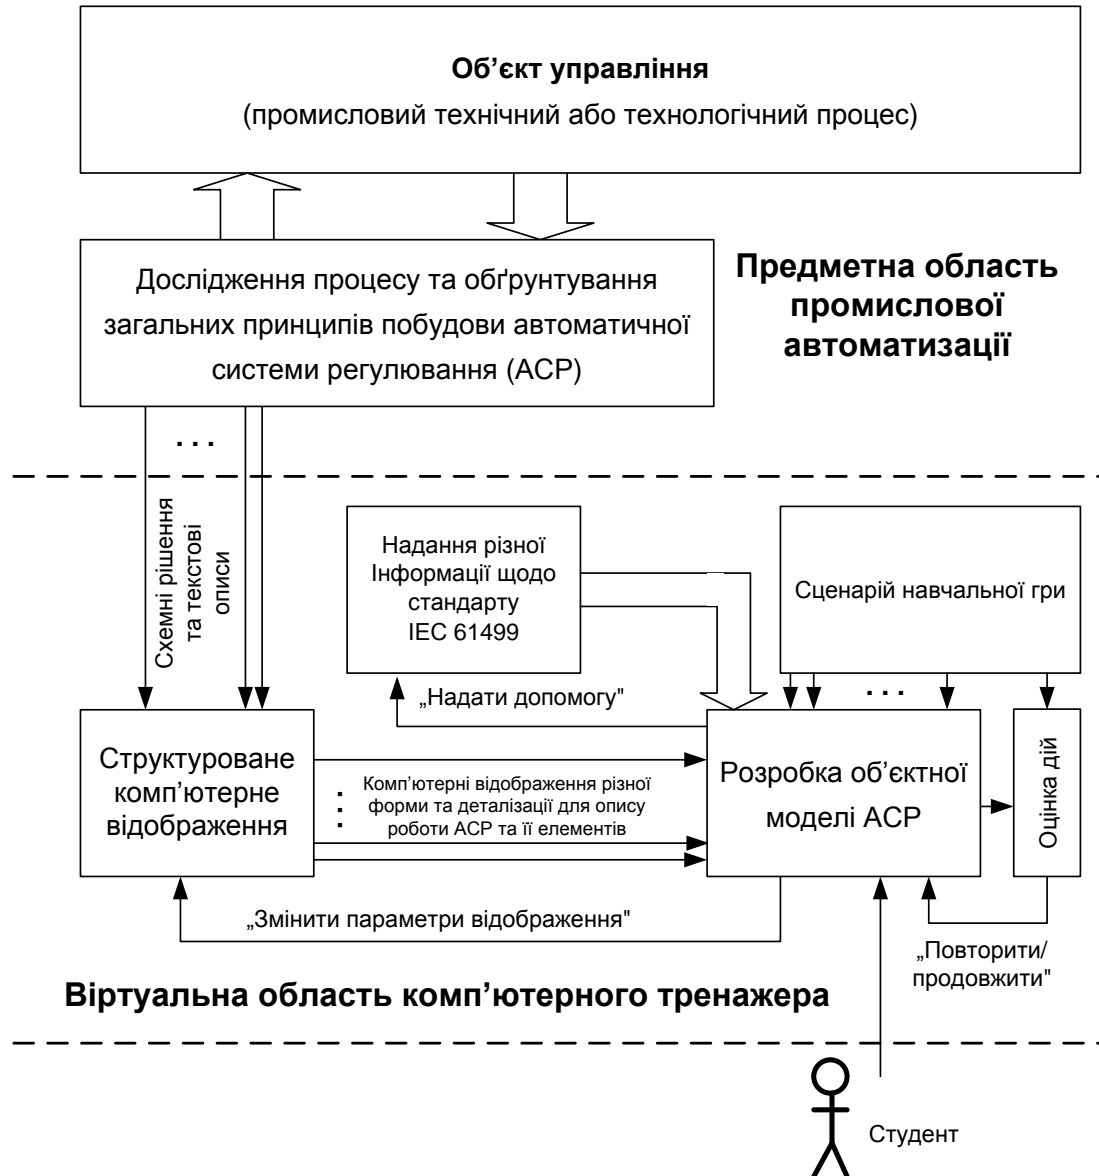 Об’єкт управління
(промисловий технічний або технологічний процес)
Дослідження процесу та обґрунтування
загальних принципів побудови автоматичної
системи регулювання (АСР)
Предметна область
промислової
автоматизації
. . .
Схемні рішення
та текстові
описи
Надання різної
Інформації щодо
стандарту
IEC 61499
Сценарій навчальної гри
„Надати допомогу"
. . .
Структуроване
комп’ютерне
відображення
. . .
Комп’ютерні відображення різної
форми та деталізації для опису
роботи АСР та її елементів
Розробка об’єктної
моделі АСР
Оцінка дій
„Змінити параметри відображення"
„Повторити/
продовжити"
Віртуальна область комп’ютерного тренажера
Студент